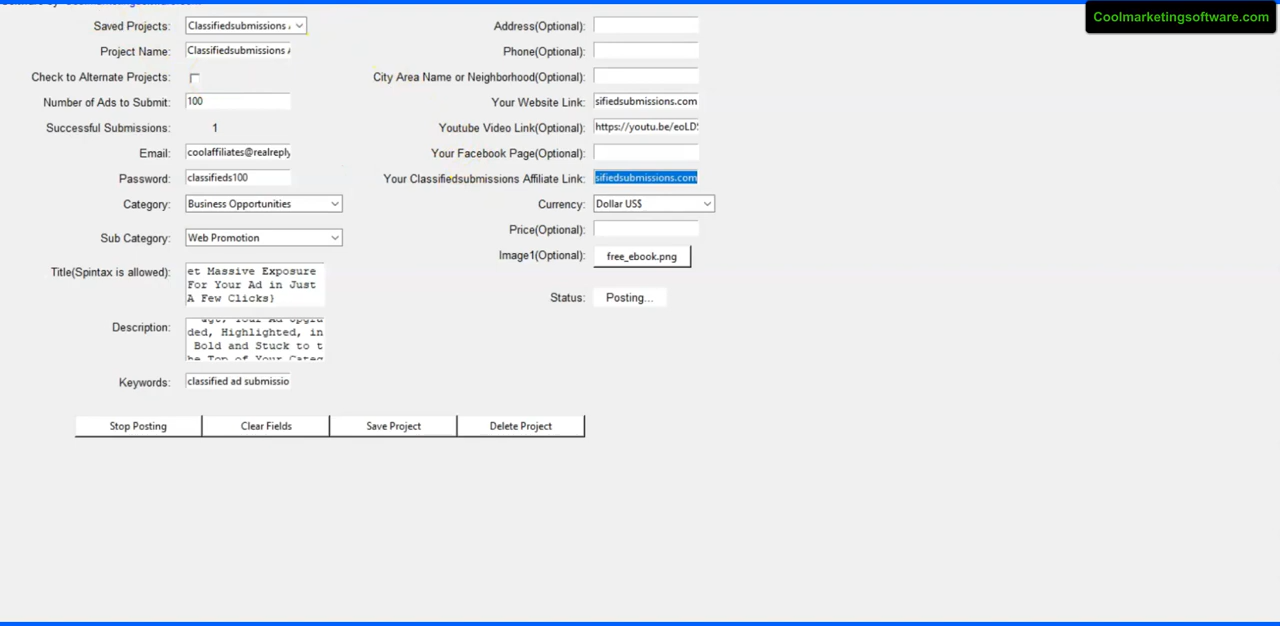 Coolmarketingsoftware.com
Saved Projects: Classifiedsubmissions
Project Name: Classifiedsubmissions
Check to Alternate Projects:
Number of Ads to Submit: 100
Successful Submissions: 1
Email: coolaffiliates@realreply
Password: classifieds100
Category: Business Opportunities
Sub Category: Web Promotion
Title(Spintax is allowed): et Massive Exposure
For Your Ad in Just
A Few Clicks}
Description:
ded, Highlighted, in
Bold and Stuck to t
he Top of Your Categ
Keywords: classified ad submissio
Address(Optional):
Phone(Optional):
City Area Name or Neighborhood(Optional):
Your Website Link: sifiedsubmissions.com
Youtube Video Link(Optional): https://youtu.be/eoLD
Your Facebook Page(Optional):
Your Classifiedsubmissions Affiliate Link: sifiedsubmissions.com
Currency: Dollar US$
Price(Optional):
Image1(Optional): free_ebook.png
Status: Posting...
Stop Posting Clear Fields Save Project Delete Project